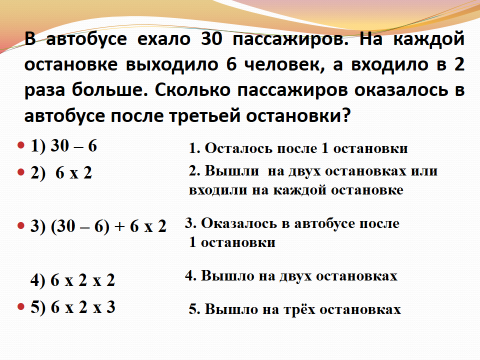 В автобусе ехало 30 пассажиров. На каждой
остановке выходило 6 человек, а входило в 2
раза больше. Сколько пассажиров оказалось в
автобусе после третьей остановки?
1) 30 – 6
1. Осталось после 1 остановки
2) 6 х 2
2. Вышли на двух остановках или
входили на каждой остановке
3) (30 – 6) + 6 х 2
3. Оказалось в автобусе после
1 остановки
4) 6 х 2 х 2
4. Вышло на двух остановках
5) 6 х 2 х 3
5. Вышло на трёх остановках